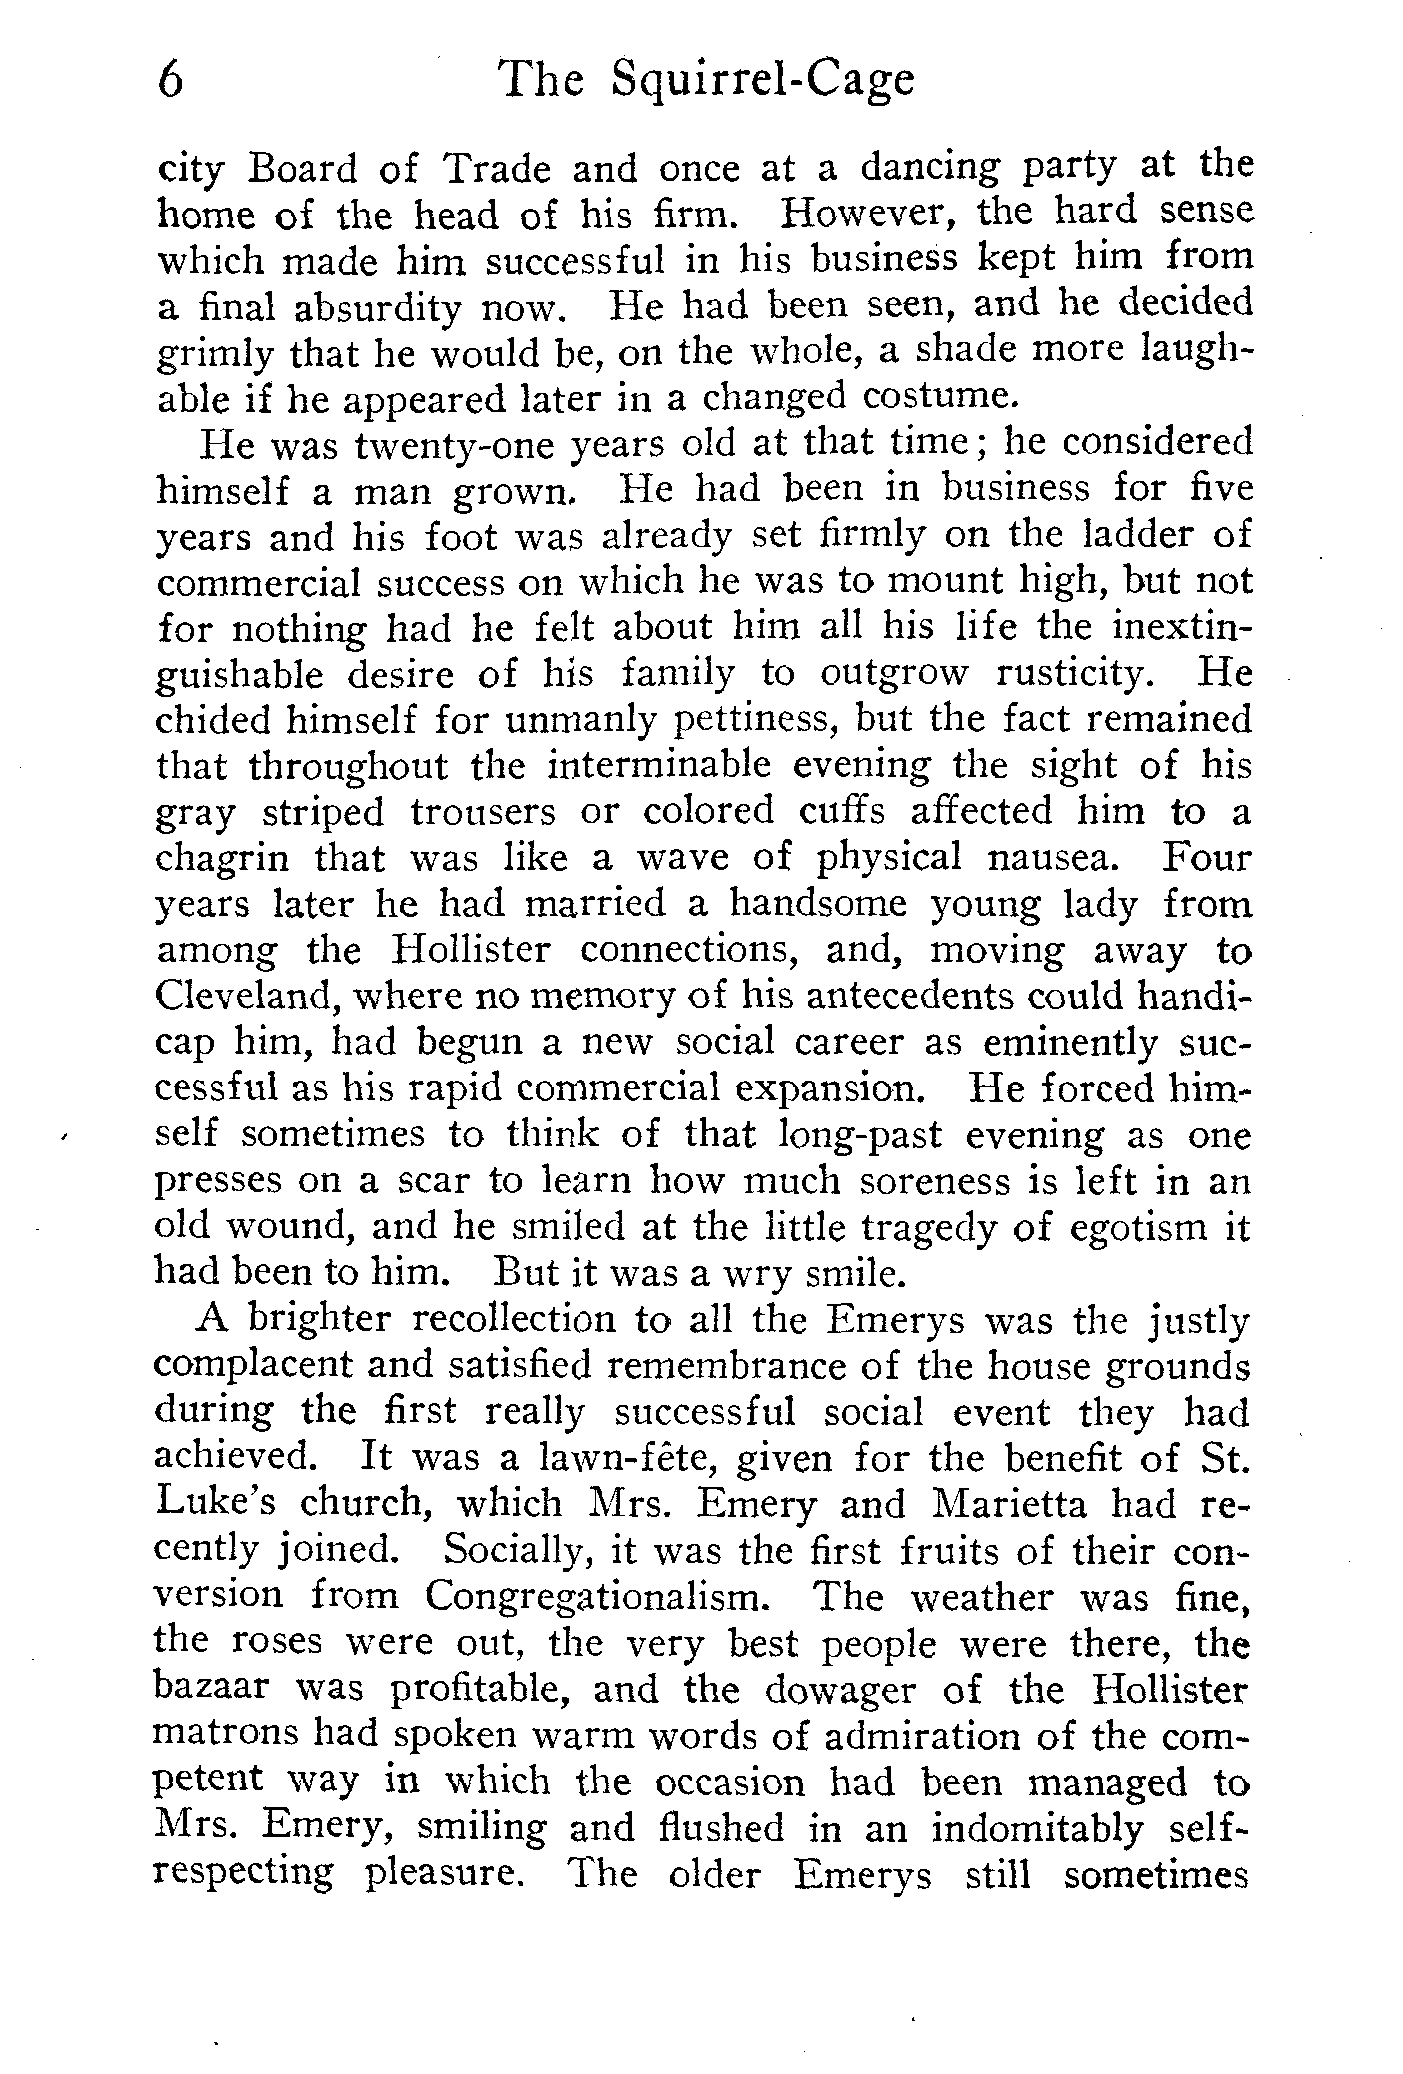 6 The Squirrel-Cage
city Board of Trade and once at a dancing party at the
home of the head of his firm. However, the hard sense
which made him successful in his business kept him from
a final absurdity now. He had been seen, and he decided
grimly that he would be, on the whole, a shade more laugh-
able if he appeared later in a changed costume.
He was twenty-one years old at that time; he considered
himself a man grown. He had been in business for five
years and his foot was already set firmly on the ladder of
commercial success on which he was to mount high, but not
for nothing had he felt about him all his life the inextin-
guishable desire of his family to outgrow rusticity. He
chided himself for unmanly pettiness, but the fact remained
that throughout the interminable evening the sight of his
gray striped trousers or colored cuffs affected him to a
chagrin that was like a wave of physical nausea. Four
years later he had married a handsome young lady from
among the Hollister connections, and, moving away to
Cleveland, where no memory of his antecedents could handi-
cap him, had begun a new social career as eminently suc-
cessful as his rapid commercial expansion. He forced him-
self sometimes to think of that long-past evening as one
presses on a scar to learn how much soreness is left in an
old wound, and he smiled at the little tragedy of egotism it
had been to him. But it was a wry smile.
A brighter recollection to all the Emerys was the justly
complacent and satisfied remembrance of the house grounds
during the first really successful social event they had
achieved. It was a lawn-fête, given for the benefit of St.
Luke's church, which Mrs. Emery and Marietta had re-
cently joined. Socially, it was the first fruits of their con-
version from Congregationalism. The weather was fine,
the roses were out, the very best people were there, the
bazaar was profitable, and the dowager of the Hollister
matrons had spoken warm words of admiration of the com-
petent way in which the occasion had been managed to
Mrs. Emery, smiling and flushed in an indomitably self-
respecting pleasure. The older Emerys still sometimes